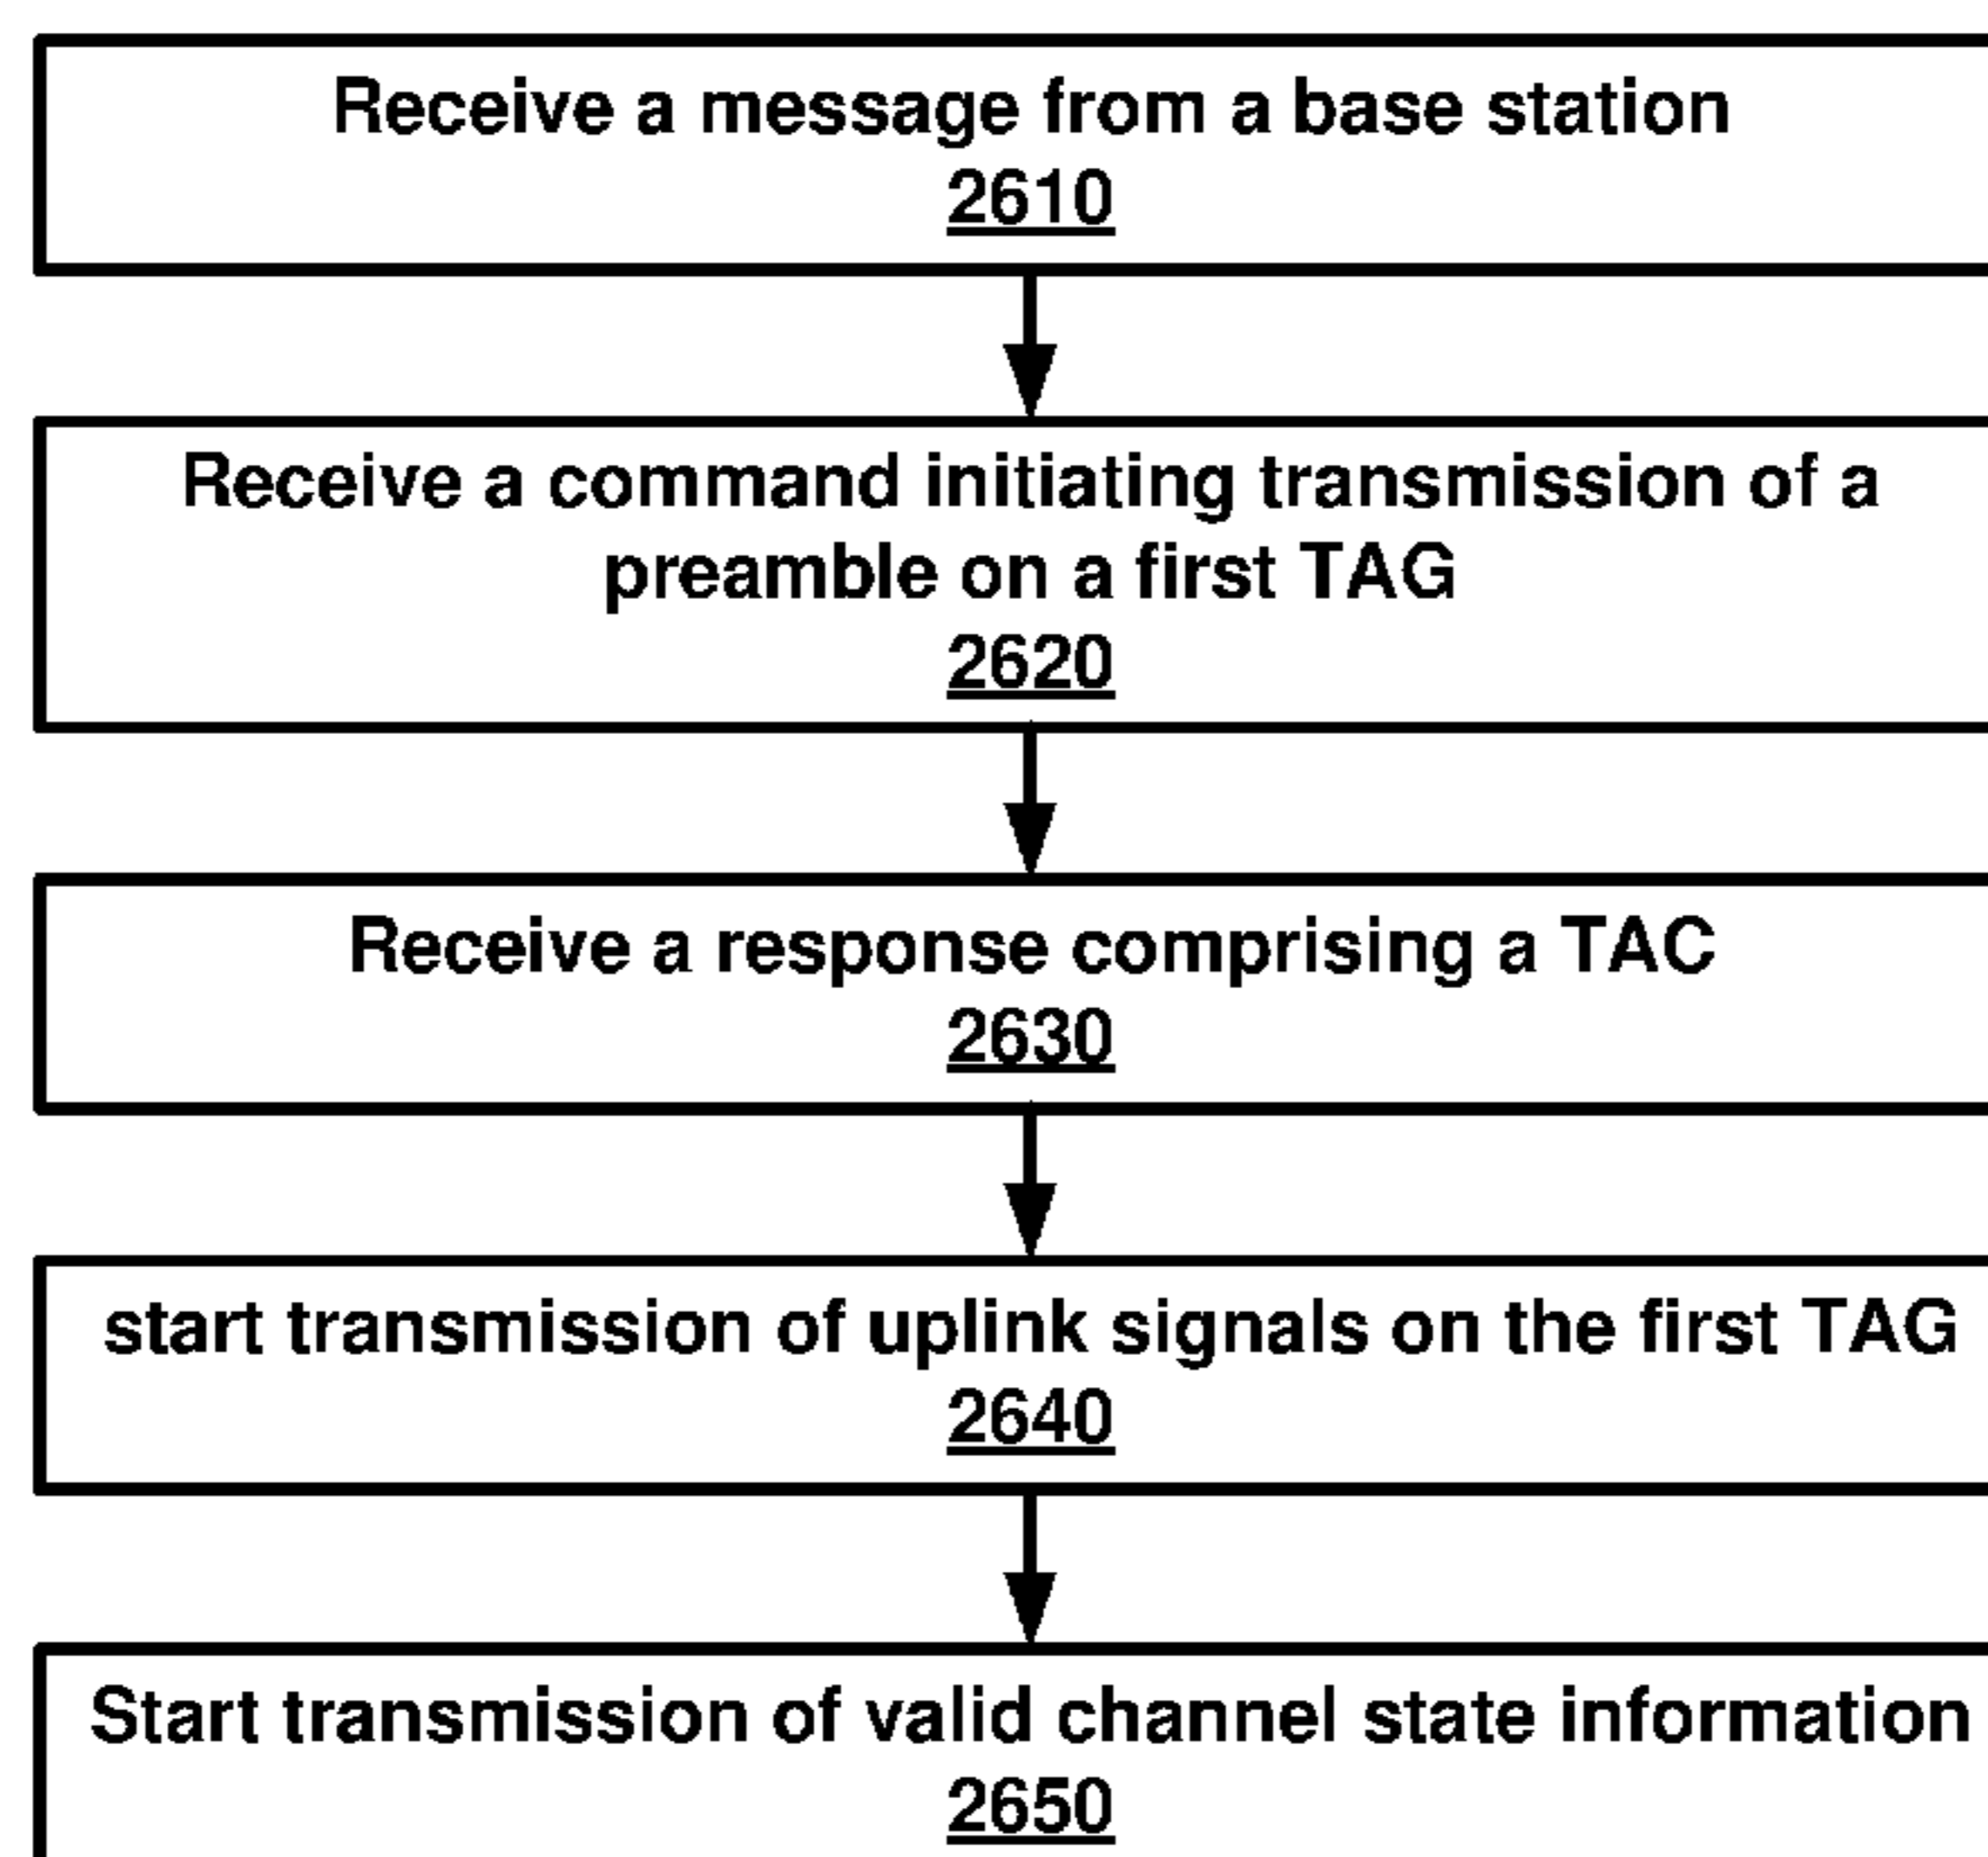 Receive a message from a base station
2610
Receive a command initiating transmission of a
preamble on a first TAG
2620
Receive a response comprising a TAC
2630
start transmission of uplink signals on the first TAG
2640
Start transmission of valid channel state information
2650